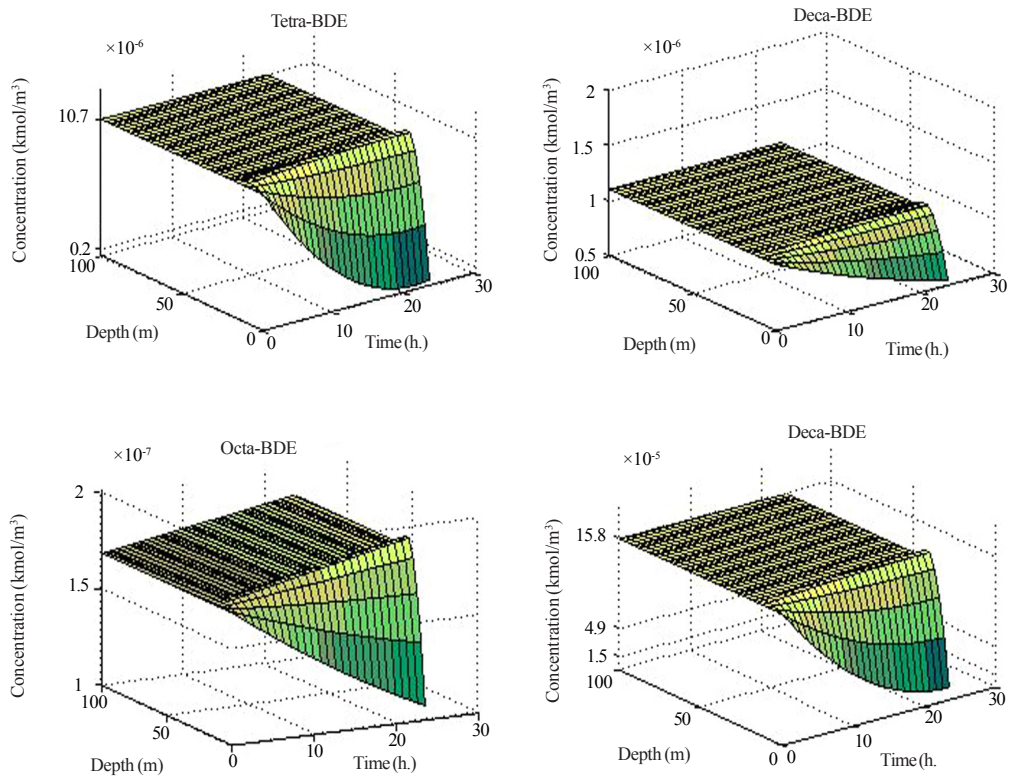 Tetra-BDE
×10-6
Concentration (kmol/m3)
10.7
0.2
100
50
0
Depth (m)
0
10
20
30
Time (h.)
Deca-BDE
×10-6
Concentration (kmol/m3)
2
1.5
1
0.5
100
50
0
Depth (m)
0
10
20
30
Time (h.)
Octa-BDE
×10-7
Concentration (kmol/m3)
2
1.5
1
100
50
0
Depth (m)
10
20
30
Time (h.)
Deca-BDE
×10-5
Concentration (kmol/m3)
15.8
4.9
1.5
100
50
0
Depth (m)
0
10
20
30
Time (h.